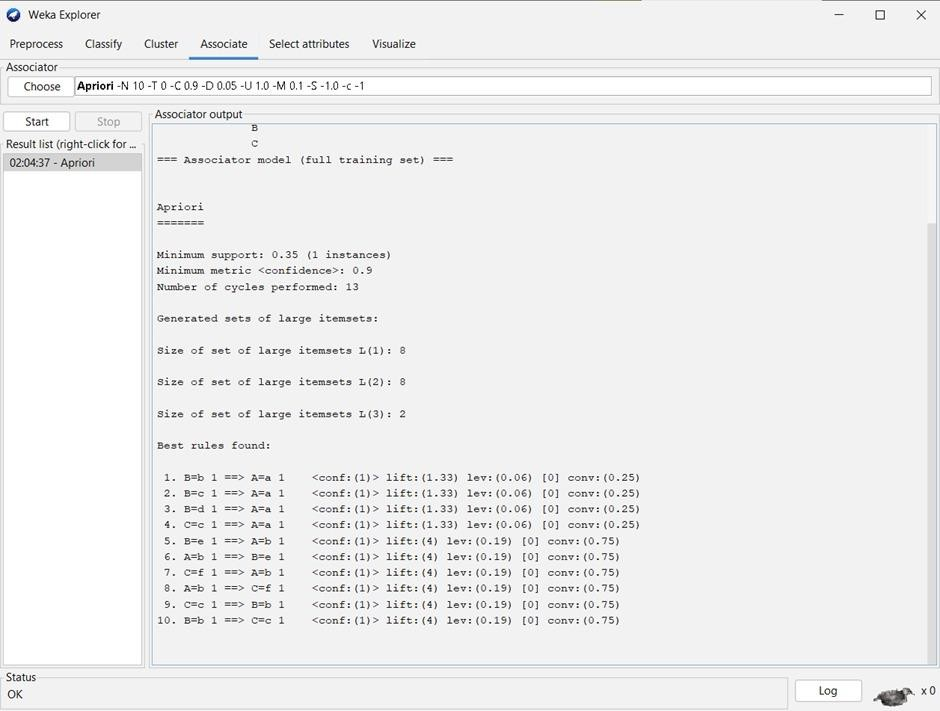 Weka Explorer
Preprocess Classify Cluster Associate Select attributes Visualize
Associator
Choose Apriori -N 10 -T 0 -C 0.9 -D 0.05 -U 1.0 -M 0.1 -S -1.0 -c -1
Start Stop
Result list (right-click for ...
02:04:37 - Apriori
Associator output
B
C
=== Associator model (full training set) ===
Apriori
=======
Minimum support: 0.35 (1 instances)
Minimum metric <confidence>: 0.9
Number of cycles performed: 13
Generated sets of large itemsets:
Size of set of large itemsets L(1): 8
Size of set of large itemsets L(2): 8
Size of set of large itemsets L(3): 2
Best rules found:
1. B=b 1 ==> A=a 1 <conf:(1)> lift:(1.33) lev:(0.06) [0] conv:(0.25)
2. B=c 1 ==> A=a 1 <conf:(1)> lift:(1.33) lev:(0.06) [0] conv:(0.25)
3. B=d 1 ==> A=a 1 <conf:(1)> lift:(1.33) lev:(0.06) [0] conv:(0.25)
4. C=c 1 ==> A=a 1 <conf:(1)> lift:(1.33) lev:(0.06) [0] conv:(0.25)
5. B=e 1 ==> A=b 1 <conf:(1)> lift:(4) lev:(0.19) [0] conv:(0.75)
6. A=b 1 ==> B=e 1 <conf:(1)> lift:(4) lev:(0.19) [0] conv:(0.75)
7. C=f 1 ==> A=b 1 <conf:(1)> lift:(4) lev:(0.19) [0] conv:(0.75)
8. A=b 1 ==> C=f 1 <conf:(1)> lift:(4) lev:(0.19) [0] conv:(0.75)
9. C=c 1 ==> B=b 1 <conf:(1)> lift:(4) lev:(0.19) [0] conv:(0.75)
10. B=b 1 ==> C=c 1 <conf:(1)> lift:(4) lev:(0.19) [0] conv:(0.75)
Status
OK
Log
x 0